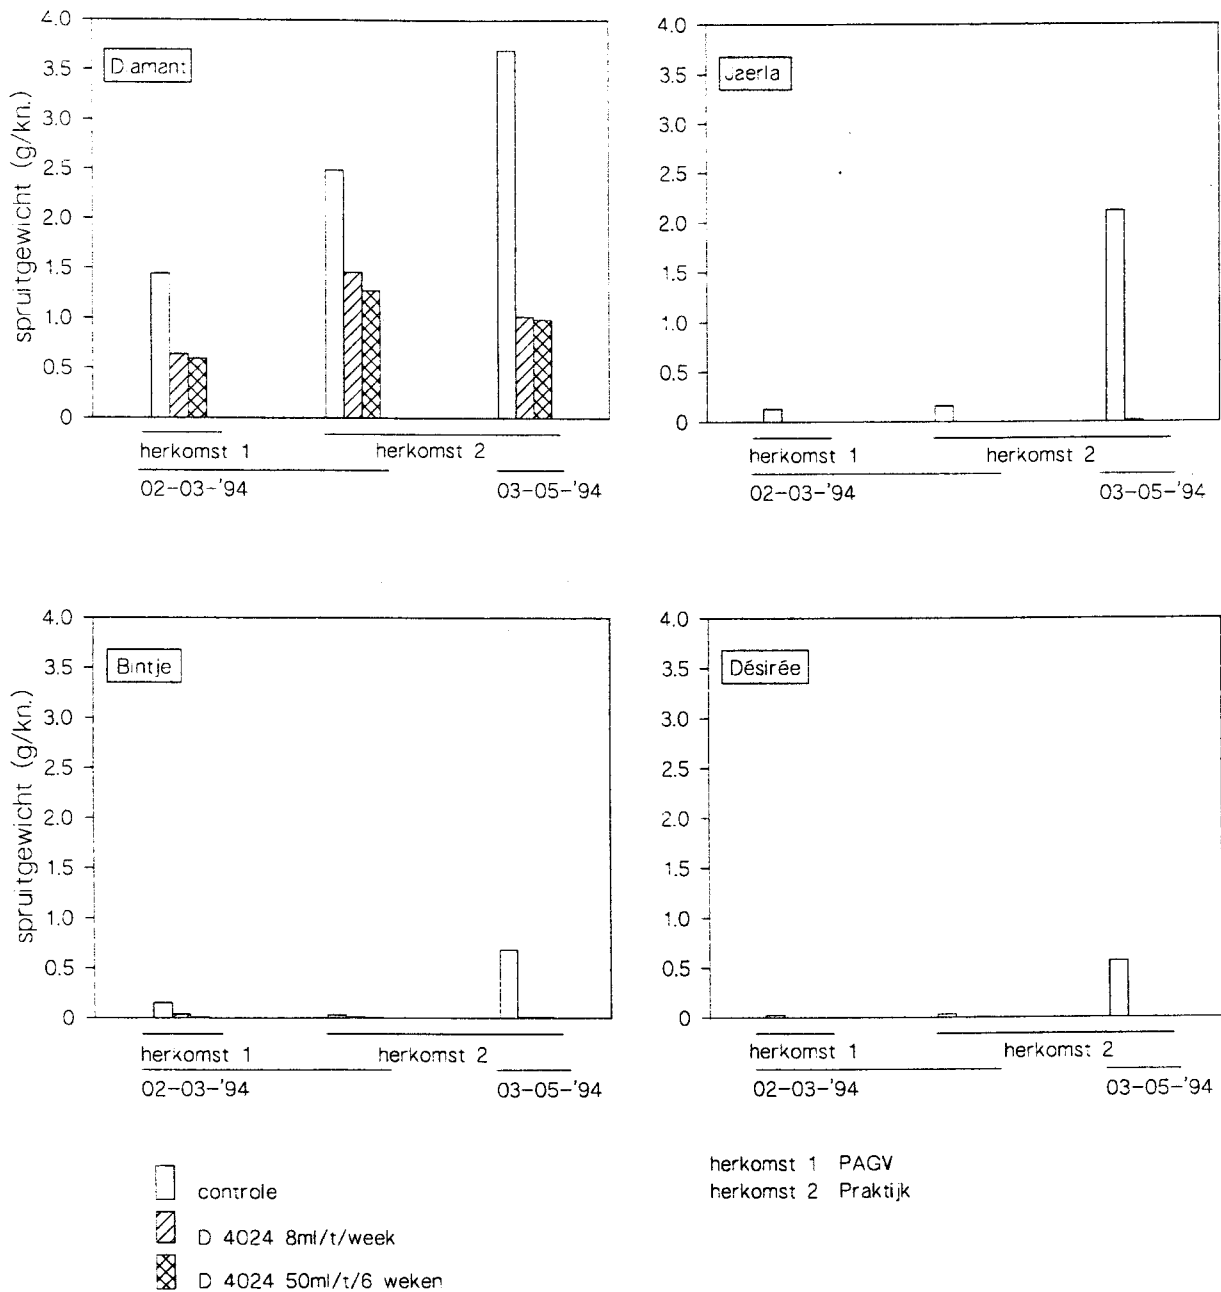 Diamant
spruitgewicht (g/kn.)
4.0
3.5
3.0
2.5
2.0
1.5
1.0
0.5
0
herkomst 1 herkomst 2
02-03-'94 03-05-'94
Jaerla
4.0
3.5
3.0
2.5
2.0
1.5
1.0
0.5
0
herkomst 1 herkomst 2
02-03-'94 03-05-'94
Bintje
spruitgewicht (g/kn.)
4.0
3.5
3.0
2.5
2.0
1.5
1.0
0.5
0
herkomst 1 herkomst 2
02-03-'94 03-05-'94
Désirée
4.0
3.5
3.0
2.5
2.0
1.5
1.0
0.5
0
herkomst 1 herkomst 2
02-03-'94 03-05-'94
controle
D 4024 8ml/t/week
D 4024 50ml/t/6 weken
herkomst 1 PAGV
herkomst 2 Praktijk